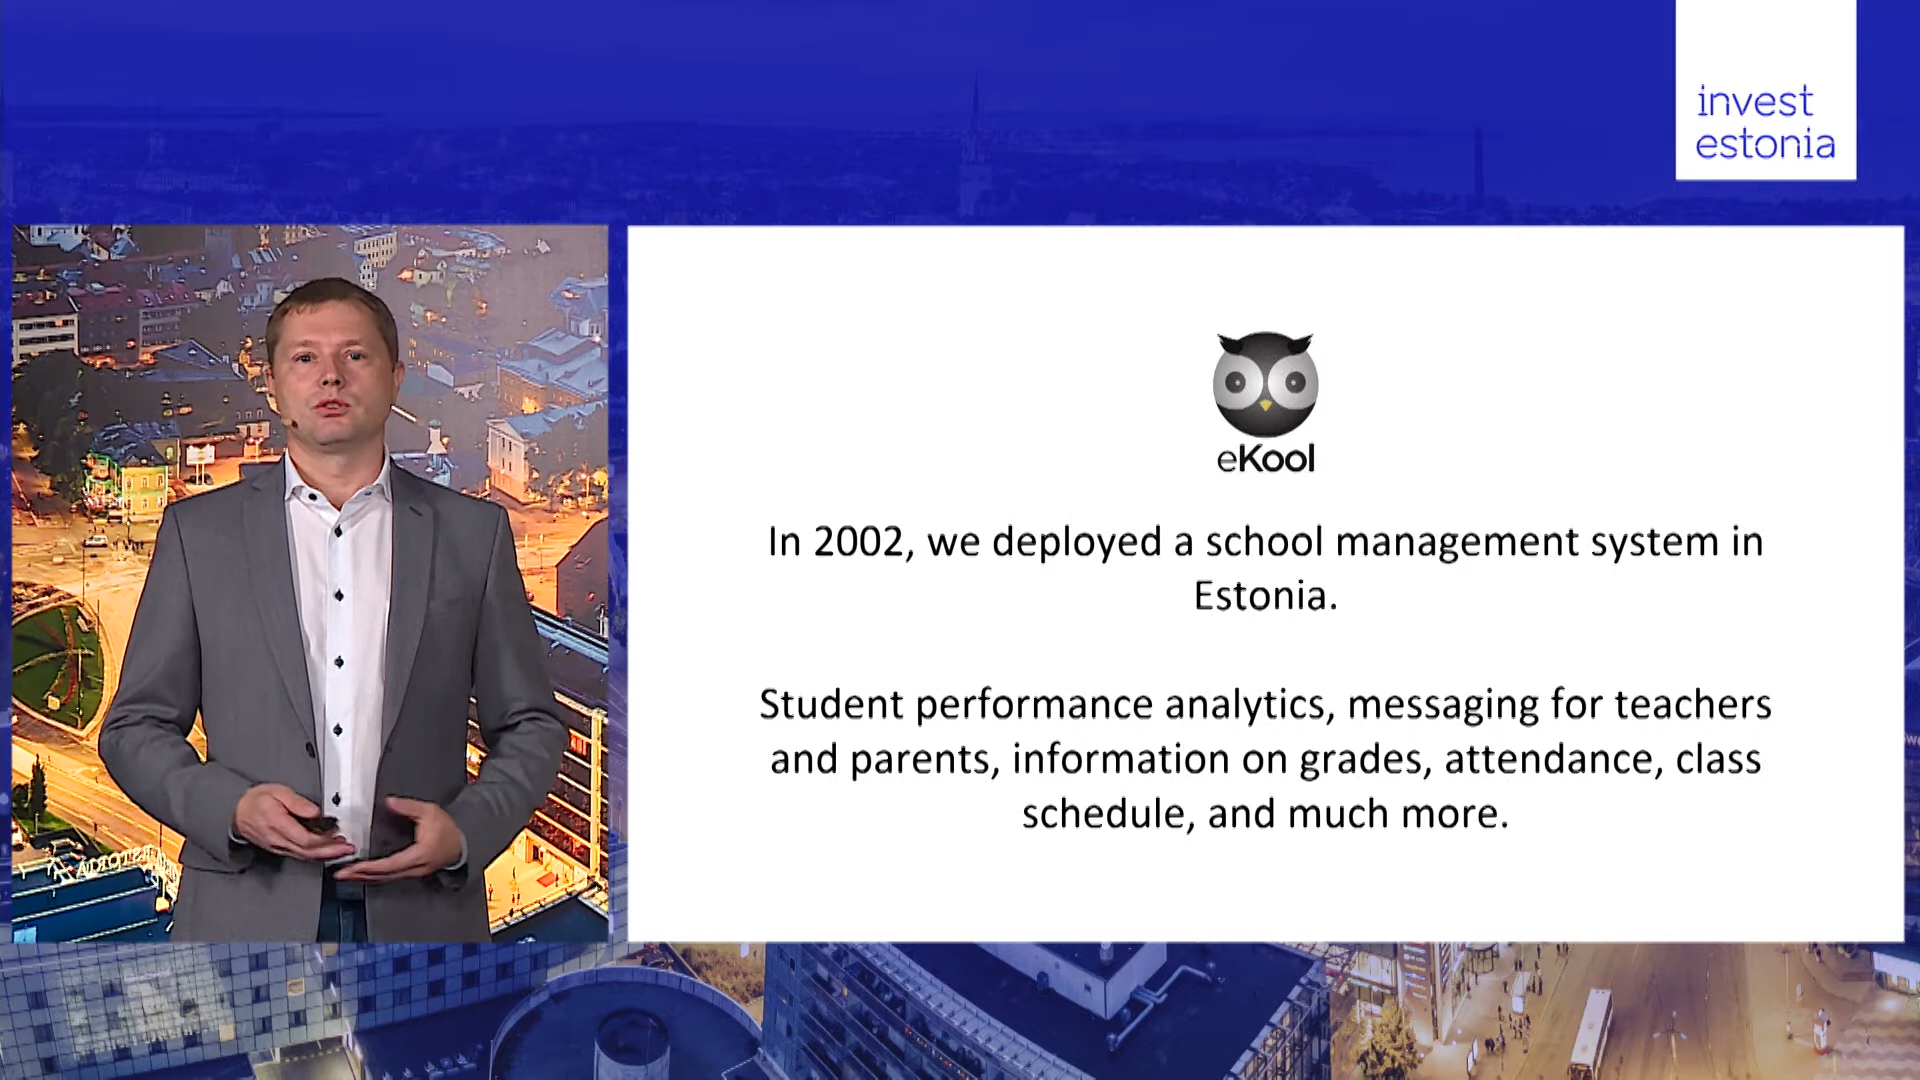 invest
estonia
eKool
In 2002, we deployed a school management system in
Estonia.
Student performance analytics, messaging for teachers
and parents, information on grades, attendance, class
schedule, and much more.